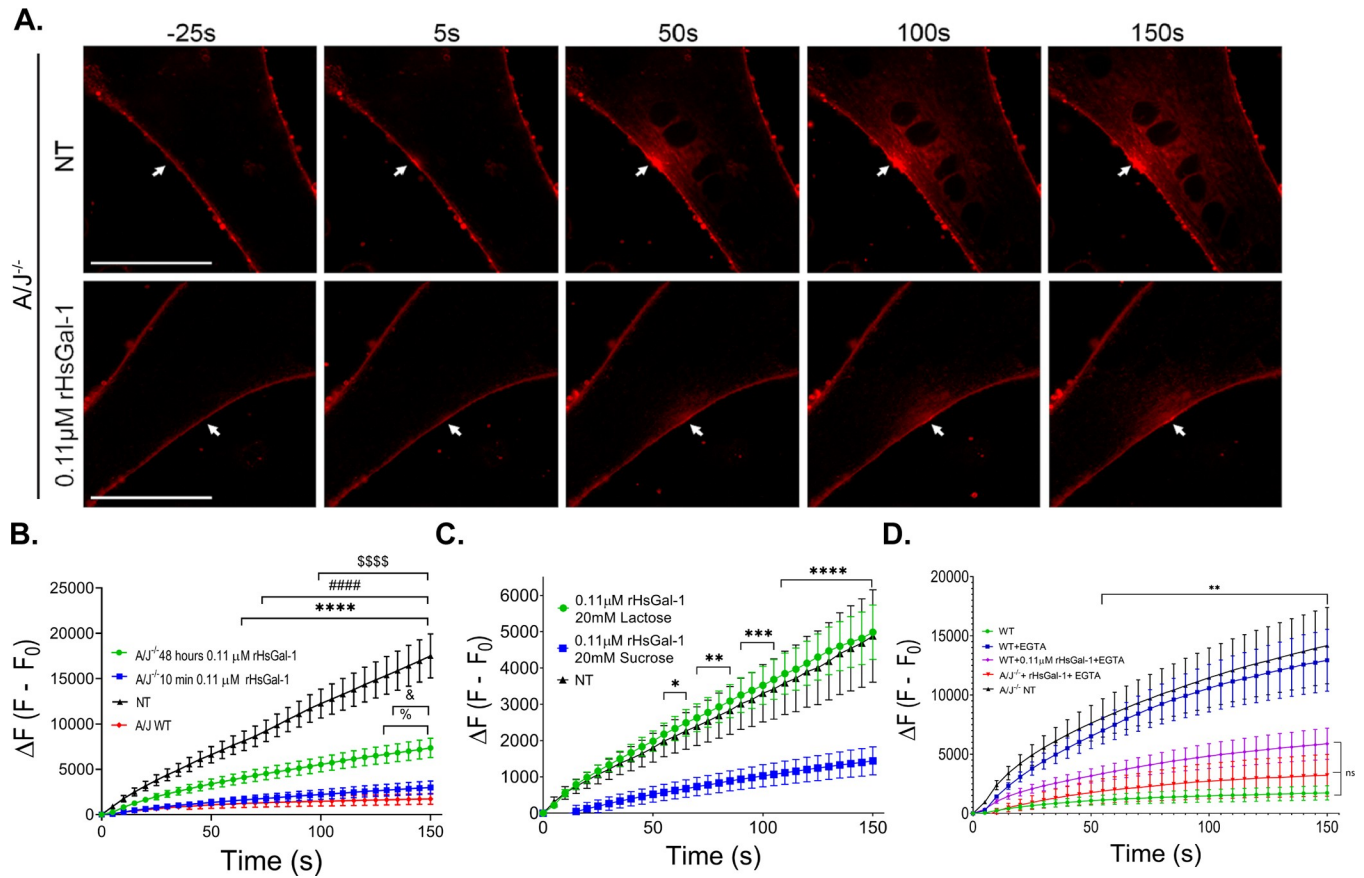 A.
-25s 5s 50s 100s 150s
A/J-/-
NT
0.11µM rHsGal-1
B.
$$$$
####
****
&
%
25000
20000
15000
10000
5000
0
ΔF (F - F0)
A/J-/-48 hours 0.11 µM rHsGal-1
A/J-/-10 min 0.11 µM rHsGal-1
NT
A/J WT
0 50 100 150
Time (s)
C.
****
***
**
*
6000
5000
4000
3000
2000
1000
0
ΔF (F - F0)
0.11µM rHsGal-1
20mM Lactose
0.11µM rHsGal-1
20mM Sucrose
NT
0 50 100 150
Time (s)
D.
**
20000
15000
10000
5000
0
ΔF (F - F0)
WT
WT+EGTA
WT+0.11µM rHsGal-1+EGTA
A/J-/-+ rHsGal-1+ EGTA
A/J-/- NT
ns
0 50 100 150
Time (s)